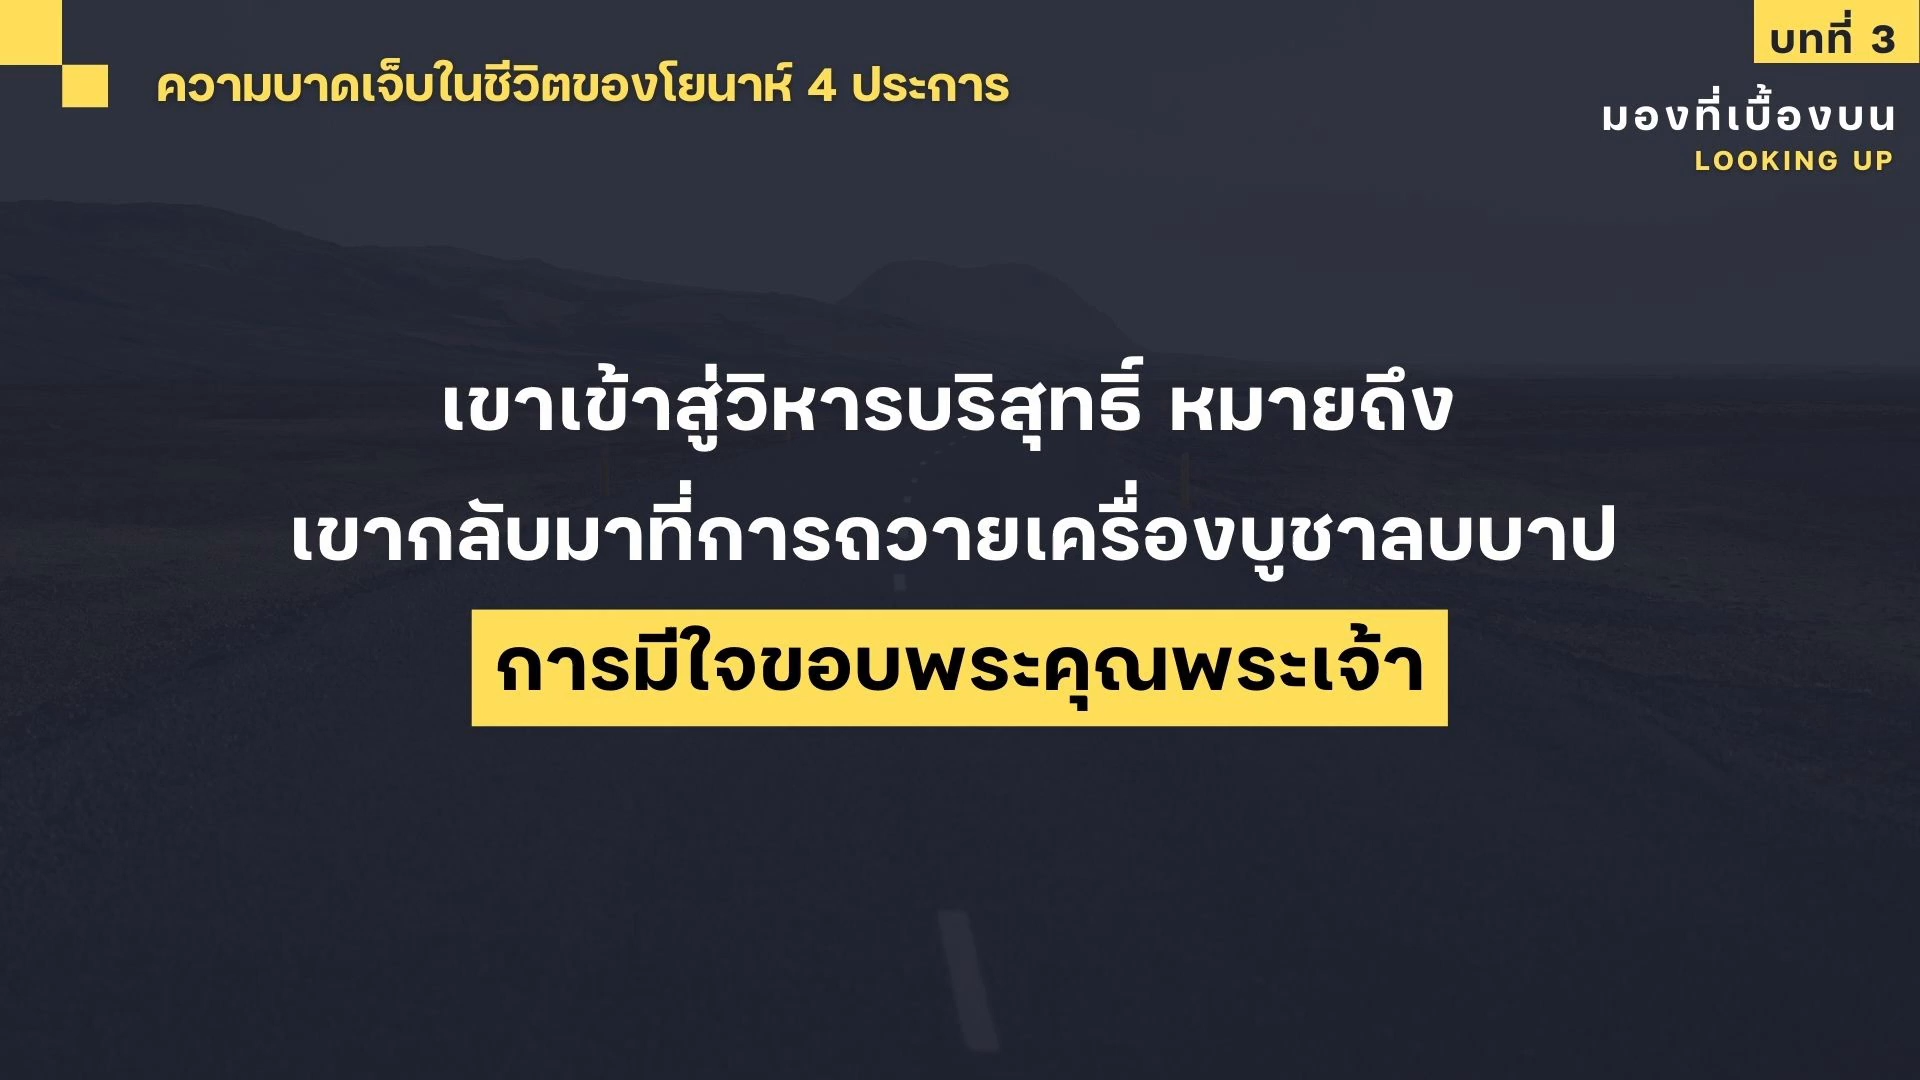 บทที่ 3
ความบาดเจ็บในชีวิตของโยนาห์ 4 ประการ
มองที่เบื้องบน
LOOKING UP
เขาเข้าสู่วิหารบริสุทธิ์ หมายถึง
เขากลับมาที่การถวายเครื่องบูชาลบบาป
การมีใจขอบพระคุณพระเจ้า